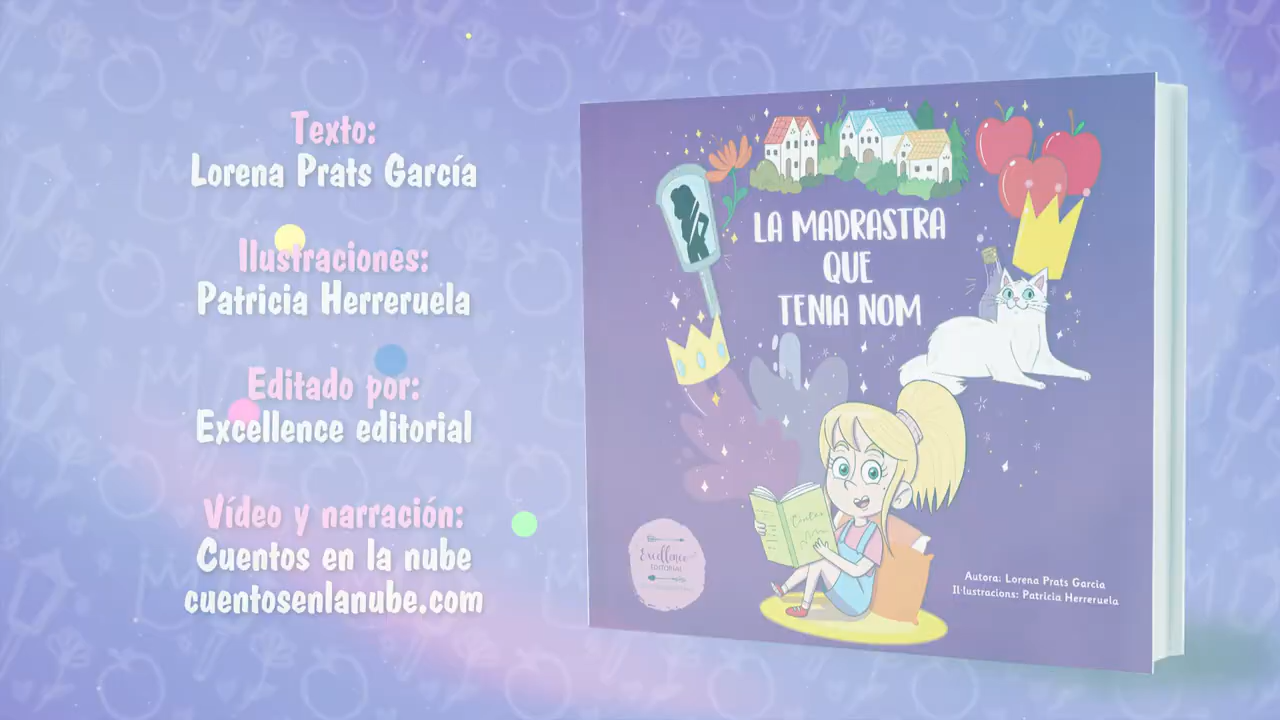 Texto:
Lorena Prats García
Ilustraciones:
Patricia Herreruela
Editado por:
Excellence editorial
Vídeo y narración:
Cuentos en la nube
cuentosenlanube.com
LA MADRASTRA
QUE
TENIA NOM
Excellence
EDITORIAL
Autora: Lorena Prats Garcia
Il·lustracions: Patricia Herreruela